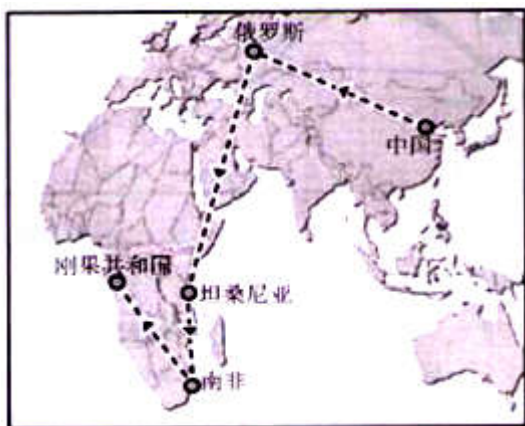 俄罗斯
中国
刚果共和国
坦桑尼亚
南非